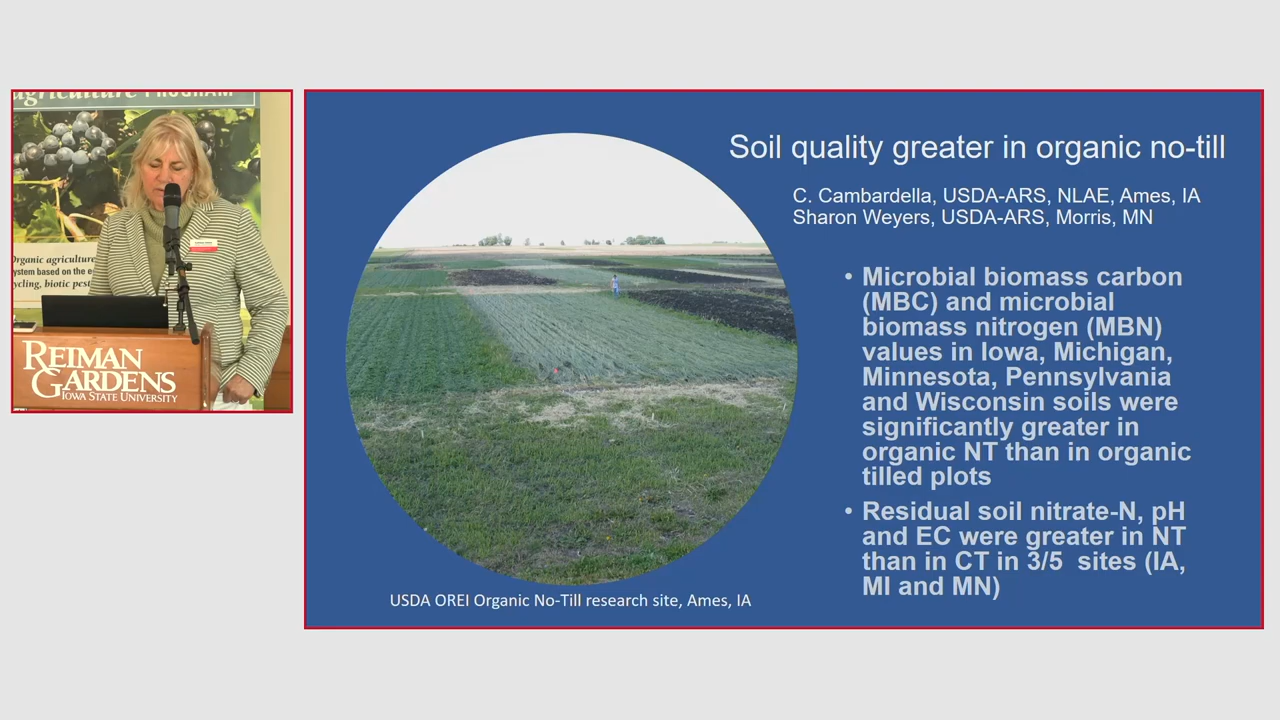 agriculture PROGRAM
Organic agriculture
system based on the
cycling, biotic pest
REIMAN
GARDENS
IOWA STATE UNIVERSITY
Soil quality greater in organic no-till
C. Cambardella, USDA-ARS, NLAE, Ames, IA
Sharon Weyers, USDA-ARS, Morris, MN
• Microbial biomass carbon
(MBC) and microbial
biomass nitrogen (MBN)
values in Iowa, Michigan,
Minnesota, Pennsylvania
and Wisconsin soils were
significantly greater in
organic NT than in organic
tilled plots
• Residual soil nitrate-N, pH
and EC were greater in NT
than in CT in 3/5 sites (IA,
MI and MN)
USDA OREI Organic No-Till research site, Ames, IA